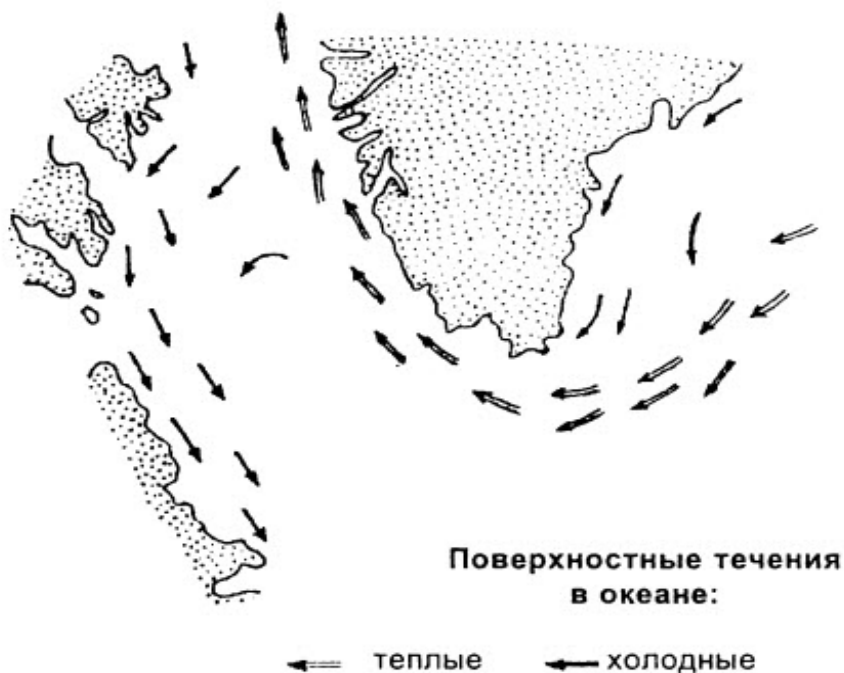 Поверхностные течения
в океане:
теплые холодные